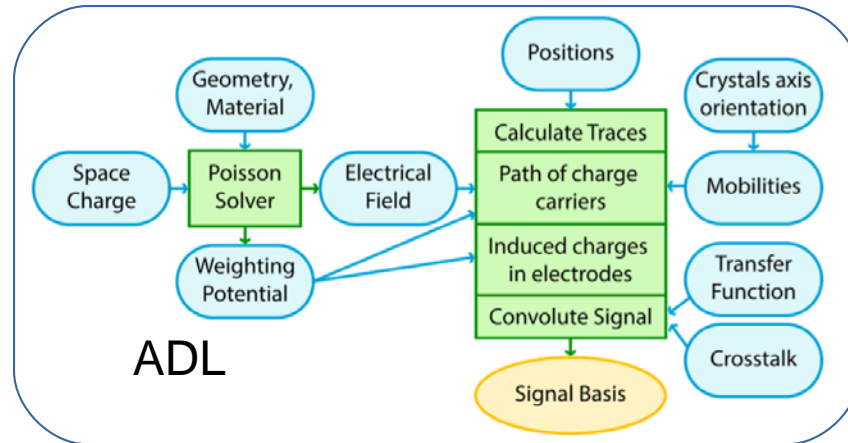 Positions
Geometry,
Material
Crystals axis
orientation
Calculate Traces
Space
Charge
Poisson
Solver
Electrical
Field
Path of charge
carriers
Mobilities
Weighting
Potential
Induced charges
in electrodes
Transfer
Function
Convolute Signal
ADL
Crosstalk
Signal Basis